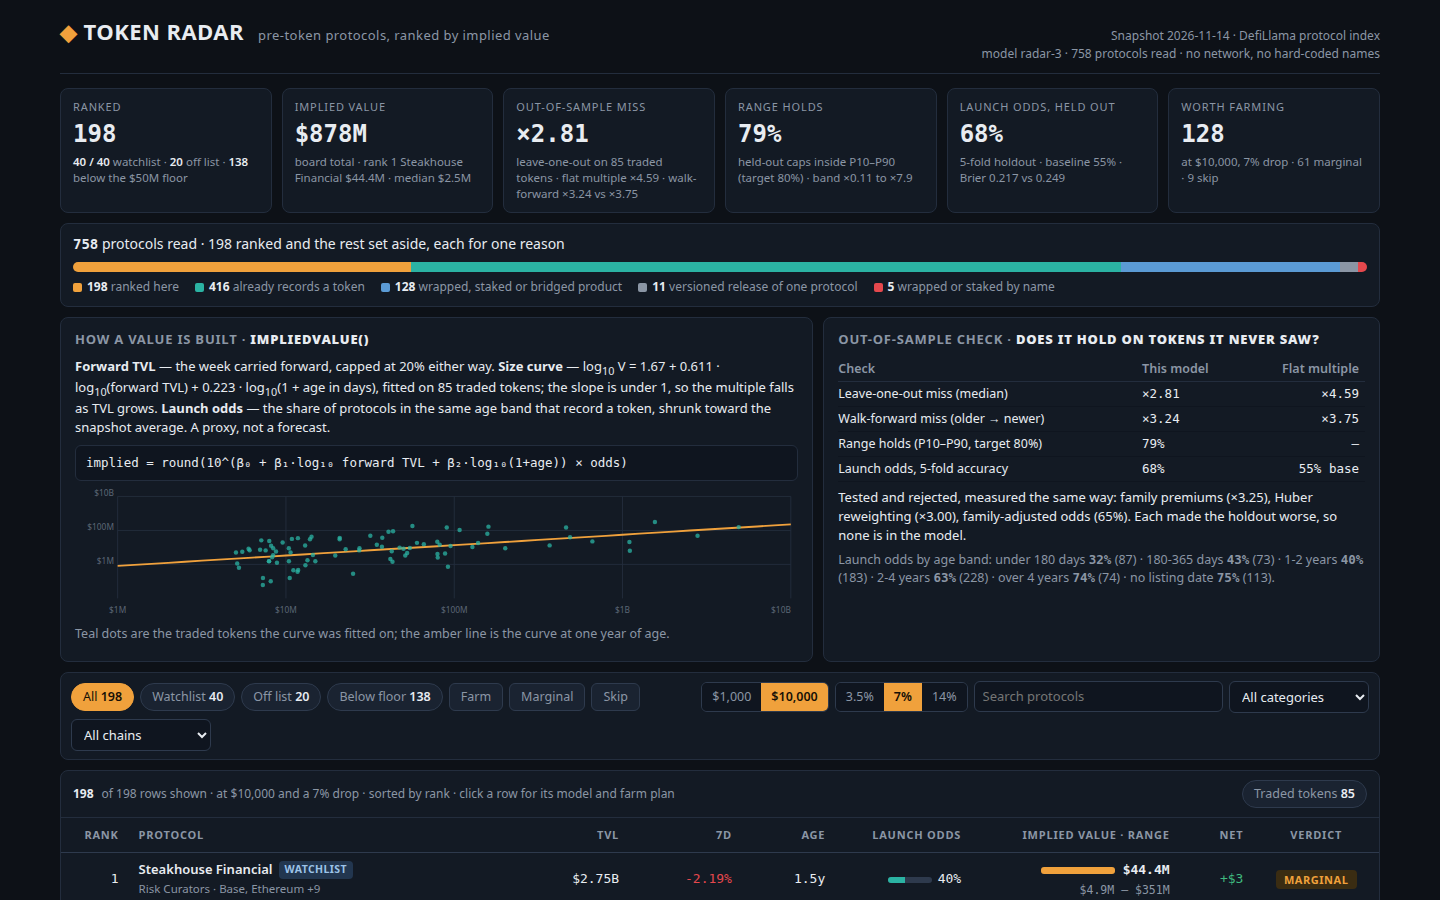 TOKEN RADAR pre-token protocols, ranked by implied value
Snapshot 2026-11-14 · DefiLlama protocol index
model radar-3 · 758 protocols read · no network, no hard-coded names
RANKED
198
40 / 40 watchlist · 20 off list · 138
below the $50M floor
IMPLIED VALUE
$878M
board total · rank 1 Steakhouse
Financial $44.4M · median $2.5M
OUT-OF-SAMPLE MISS
×2.81
leave-one-out on 85 traded
tokens · flat multiple ×4.59 · walk-
forward ×3.24 vs ×3.75
RANGE HOLDS
79%
held-out caps inside P10–P90
(target 80%) · band ×0.11 to ×7.9
LAUNCH ODDS, HELD OUT
68%
5-fold holdout · baseline 55% ·
Brier 0.217 vs 0.249
WORTH FARMING
128
at $10,000, 7% drop · 61 marginal
· 9 skip
758 protocols read · 198 ranked and the rest set aside, each for one reason
198 ranked here 416 already records a token 128 wrapped, staked or bridged product 11 versioned release of one protocol 5 wrapped or staked by name
HOW A VALUE IS BUILT · IMPLIEDVALUE()
Forward TVL — the week carried forward, capped at 20% either way. Size curve — log10 V = 1.67 + 0.611 ·
log10(forward TVL) + 0.223 · log10(1 + age in days), fitted on 85 traded tokens; the slope is under 1, so the multiple falls
as TVL grows. Launch odds — the share of protocols in the same age band that record a token, shrunk toward the
snapshot average. A proxy, not a forecast.
implied = round(10^(β₀ + β₁·log₁₀ forward TVL + β₂·log₁₀(1+age)) × odds)
$10B
$100M
$1M
$1M $10M $100M $1B $10B
Teal dots are the traded tokens the curve was fitted on; the amber line is the curve at one year of age.
OUT-OF-SAMPLE CHECK · DOES IT HOLD ON TOKENS IT NEVER SAW?
Check This model Flat multiple
Leave-one-out miss (median) ×2.81 ×4.59
Walk-forward miss (older → newer) ×3.24 ×3.75
Range holds (P10–P90, target 80%) 79% —
Launch odds, 5-fold accuracy 68% 55% base
Tested and rejected, measured the same way: family premiums (×3.25), Huber
reweighting (×3.00), family-adjusted odds (65%). Each made the holdout worse, so
none is in the model.
Launch odds by age band: under 180 days 32% (87) · 180-365 days 43% (73) · 1-2 years 40%
(183) · 2-4 years 63% (228) · over 4 years 74% (74) · no listing date 75% (113).
All 198 Watchlist 40 Off list 20 Below floor 138 Farm Marginal Skip $1,000 $10,000 3.5% 7% 14% Search protocols All categories
All chains
198 of 198 rows shown · at $10,000 and a 7% drop · sorted by rank · click a row for its model and farm plan Traded tokens 85
RANK PROTOCOL TVL 7D AGE LAUNCH ODDS IMPLIED VALUE · RANGE NET VERDICT
1 Steakhouse Financial WATCHLIST $2.75B -2.19% 1.5y 40% $44.4M +$3 MARGINAL
Risk Curators · Base, Ethereum +9 $4.9M — $351M